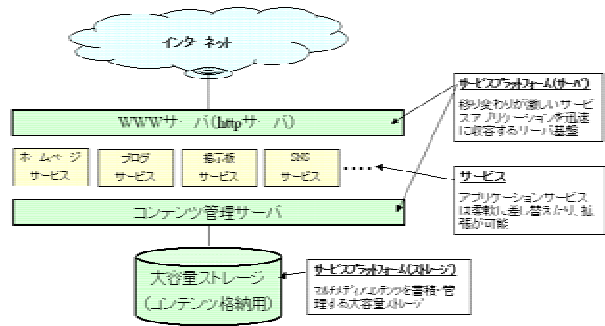 インターネット
WWWサーバ(httpサーバ)
ホームページ
サービス
ブログ
サービス
掲示板
サービス
SNS
サービス
コンテンツ管理サーバ
大容量ストレージ
(コンテンツ格納用)
サービスプラットフォーム(サーバ)
移り変わりが激しいサービ
スアプリケーションを迅速
に収容するサーバ基盤
サービス
アプリケーションサービス
は柔軟に差し替えたり、拡
張が可能
サービスプラットフォーム(ストレージ)
マルチメディアコンテンツを蓄積・管
理する大容量ストレージ